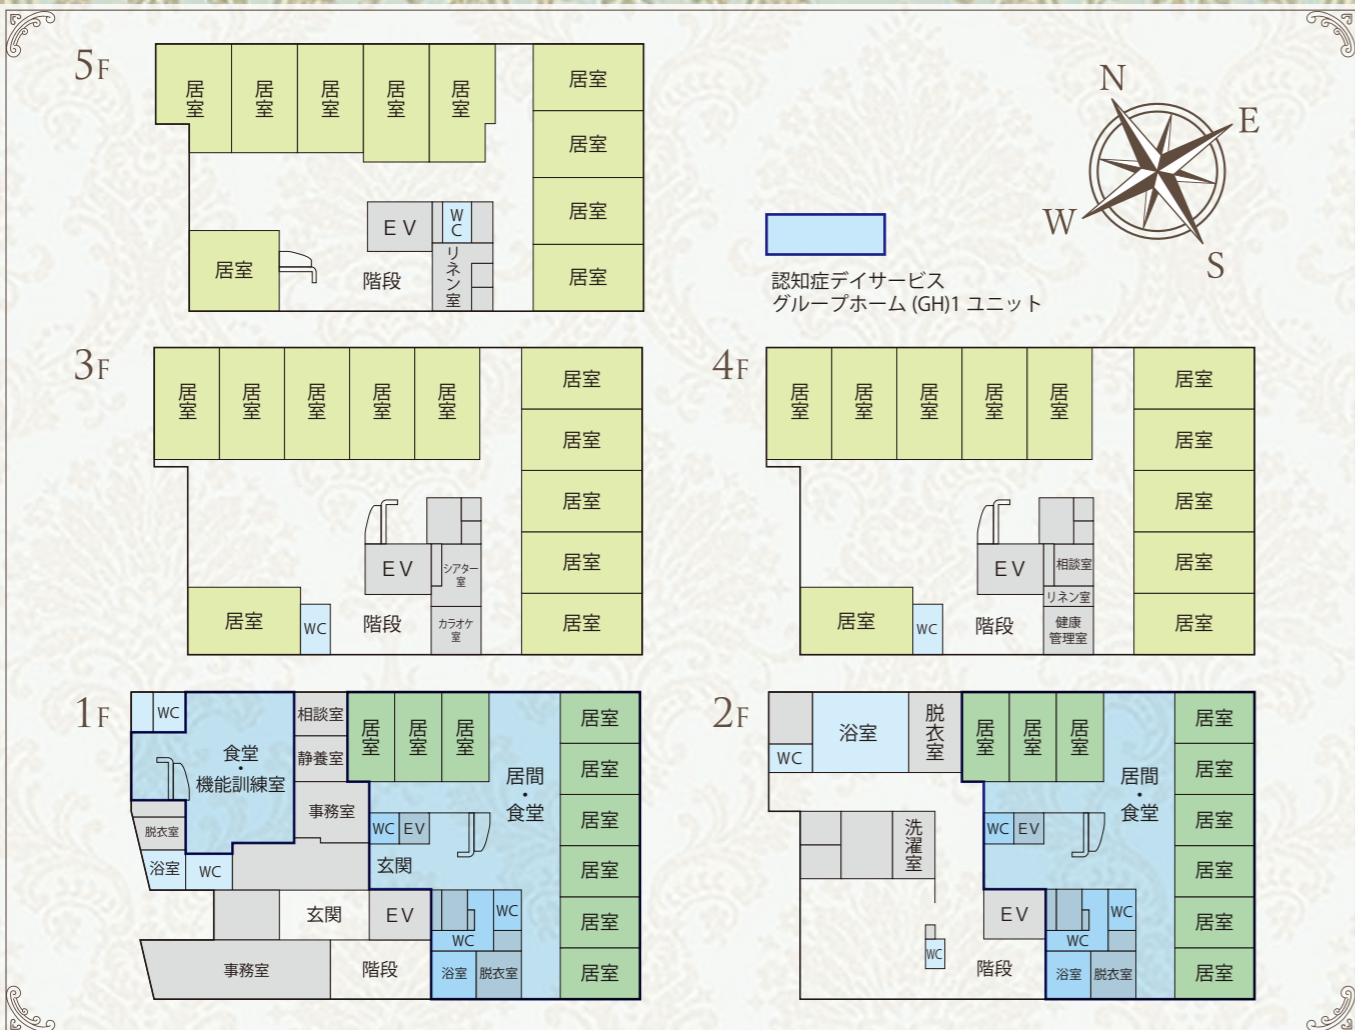 5F
居室
居室
居室
居室
居室
居室
居室
居室
居室
居室
EV
WC
リネン室
階段
N
E
W
S
認知症デイサービス
グループホーム (GH)1 ユニット
3F
居室
居室
居室
居室
居室
居室
居室
居室
居室
居室
居室
WC
EV
階段
シアター
室
カラオケ
室
4F
居室
居室
居室
居室
居室
居室
居室
居室
居室
居室
居室
WC
EV
階段
相談室
リネン室
健康
管理室
1F
WC
食堂
・
機能訓練室
相談室
静養室
事務室
脱衣室
浴室
WC
居室
居室
居室
居間
・
食堂
WC
EV
玄関
玄関
EV
事務室
階段
WC
WC
浴室
脱衣室
居室
居室
居室
居室
居室
居室
2F
WC
浴室
脱衣室
洗濯室
居室
居室
居室
居間
・
食堂
WC
EV
EV
WC
階段
WC
WC
浴室
脱衣室
居室
居室
居室
居室
居室
居室